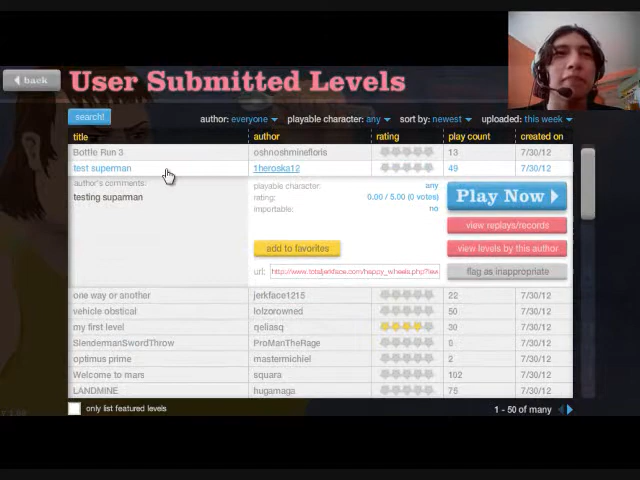 back
User Submitted Levels
search!
author: everyone
playable character: any
sort by: newest
uploaded: this week
title author rating play count created on
Bottle Run 3 oshnoshminefloris 13 7/30/12
test superman 1heroska12 49 7/30/12
author's comments:
testing suparman
playable character: any
rating: 0.00 / 5.00 (0 votes)
importable: no
add to favorites
url: http://www.totaljerkface.com/happy_wheels.php?lev
Play Now
view replays/records
view levels by this author
flag as inappropriate
one way or another jerkface1215 22 7/30/12
vehicle obstical lolzorowned 50 7/30/12
my first level qeliasq 30 7/30/12
SlendermanSwordThrow ProManTheRage 0 7/30/12
optimus prime mastermichiel 2 7/30/12
Welcome to mars squara 102 7/30/12
LANDMINE hugamaga 75 7/30/12
only list featured levels
1 - 50 of many